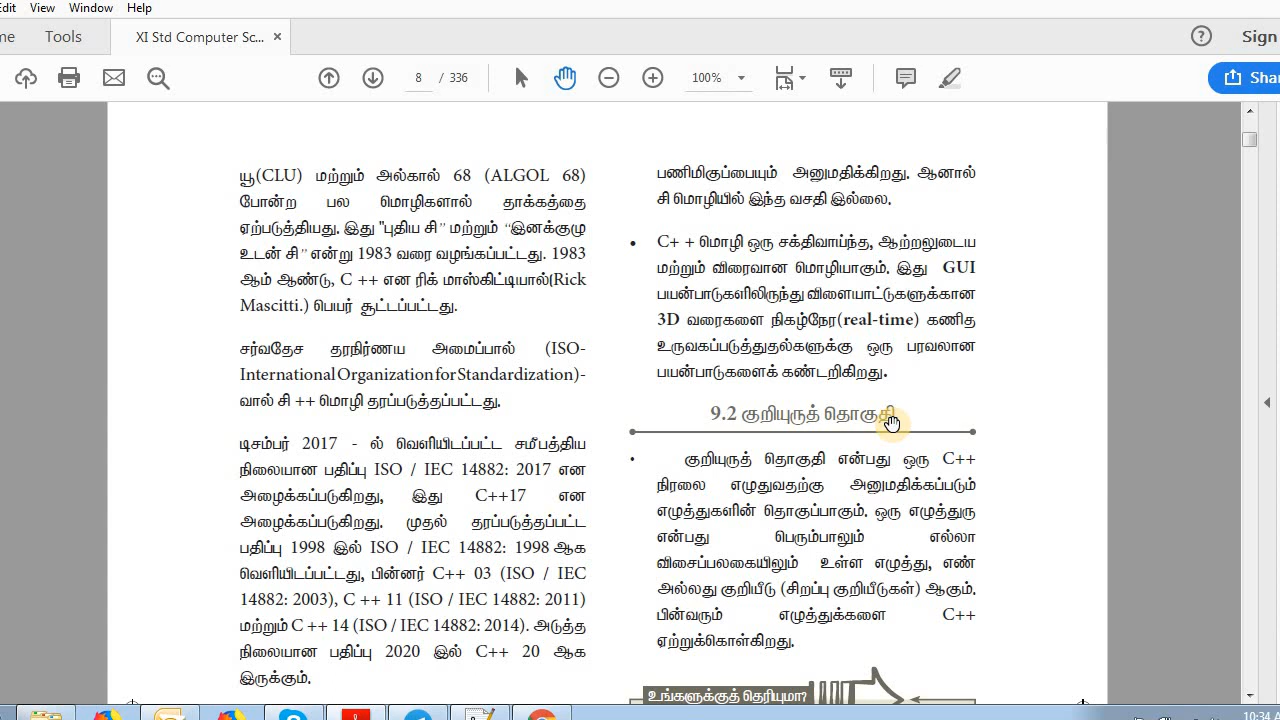 Edit View Window Help
Tools XI Std Computer Sc... × Sign
8 / 336 100% Shar
யூ(CLU) மற்றும் அல்கால் 68 (ALGOL 68)
போன்ற பல மொழிகளால் தாக்கத்தை
ஏற்படுத்தியது. இது "புதிய சி" மற்றும் “இனக்குழு
உடன் சி” என்று 1983 வரை வழங்கப்பட்டது. 1983
ஆம் ஆண்டு, C ++ என ரிக் மாஸ்கிட்டியால்(Rick
Mascitti.) பெயர் சூட்டப்பட்டது.
சர்வதேச தரநிர்ணய அமைப்பால் (ISO-
International Organization for Standardization)-
வால் சி ++ மொழி தரப்படுத்தப்பட்டது.
டிசம்பர் 2017 - ல் வெளியிடப்பட்ட சமீபத்திய
நிலையான பதிப்பு ISO / IEC 14882: 2017 என
அழைக்கப்படுகிறது, இது C++17 என
அழைக்கப்படுகிறது. முதல் தரப்படுத்தப்பட்ட
பதிப்பு 1998 இல் ISO / IEC 14882: 1998 ஆக
வெளியிடப்பட்டது, பின்னர் C++ 03 (ISO / IEC
14882: 2003), C ++ 11 (ISO / IEC 14882: 2011)
மற்றும் C ++ 14 (ISO / IEC 14882: 2014). அடுத்த
நிலையான பதிப்பு 2020 இல் C++ 20 ஆக
இருக்கும்.
பணிமிகுப்பையும் அனுமதிக்கிறது. ஆனால்
சி மொழியில் இந்த வசதி இல்லை.
• C+ + மொழி ஒரு சக்திவாய்ந்த, ஆற்றலுடைய
மற்றும் விரைவான மொழியாகும். இது GUI
பயன்பாடுகளிலிருந்து விளையாட்டுகளுக்கான
3D வரைகளை நிகழ்நேர(real-time) கணித
உருவகப்படுத்துதல்களுக்கு ஒரு பரவலான
பயன்பாடுகளைக் கண்டறிகிறது.
9.2 குறியுருத் தொகுதி
• குறியுருத் தொகுதி என்பது ஒரு C++
நிரலை எழுதுவதற்கு அனுமதிக்கப்படும்
எழுத்துகளின் தொகுப்பாகும். ஒரு எழுத்துரு
என்பது பெரும்பாலும் எல்லா
விசைப்பலகையிலும் உள்ள எழுத்து, எண்
அல்லது குறியீடு (சிறப்பு குறியீடுகள்) ஆகும்.
பின்வரும் எழுத்துக்களை C++
ஏற்றுக்கொள்கிறது.
உங்களுக்குத் தெரியுமா?